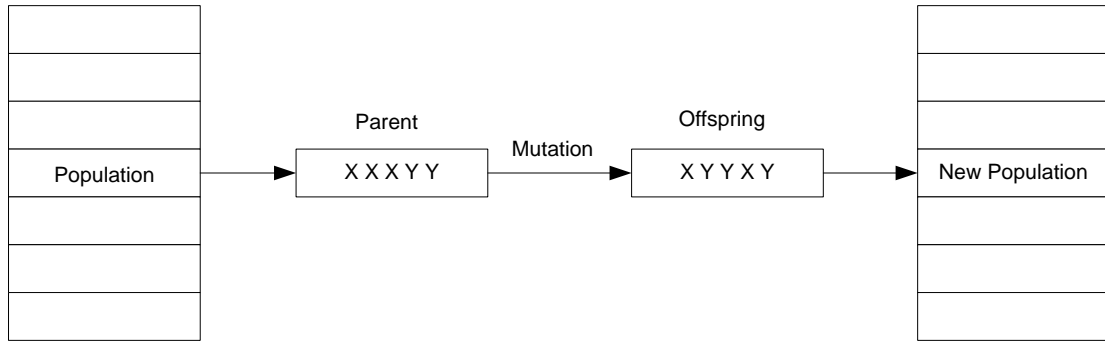 Parent
Offspring
Mutation
Population
X X X Y Y
X Y Y X Y
New Population